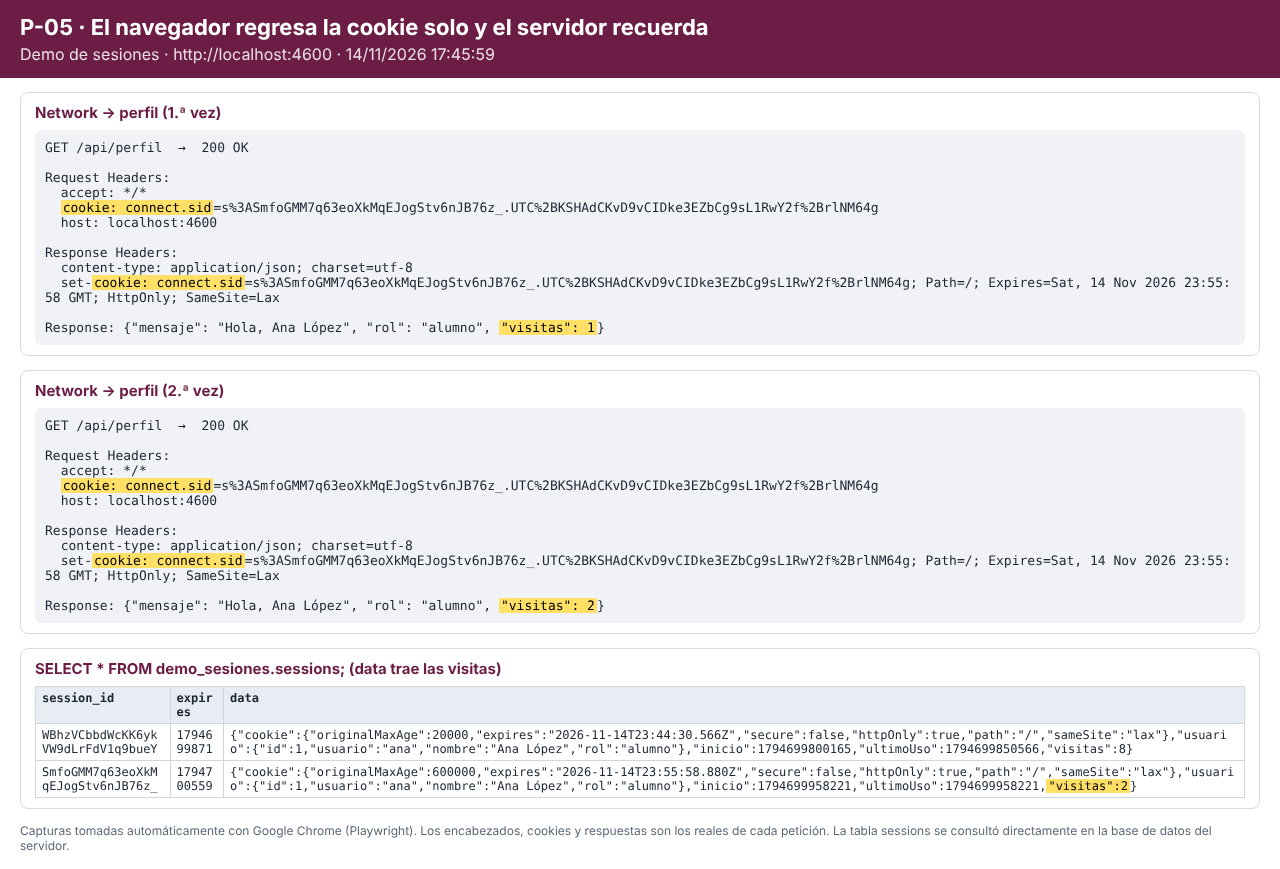 P-05 · El navegador regresa la cookie solo y el servidor recuerda
Demo de sesiones · http://localhost:4600 · 14/11/2026 17:45:59
Network → perfil (1.ª vez)
GET /api/perfil  →  200 OK
Request Headers:
accept: */*
cookie: connect.sid=s%3ASmfoGMM7q63eoXkMqEJogStv6nJB76z_.UTC%2BKSHAdCKvD9vCIDke3EZbCg9sL1RwY2f%2BrlNM64g
host: localhost:4600
Response Headers:
content-type: application/json; charset=utf-8
set-cookie: connect.sid=s%3ASmfoGMM7q63eoXkMqEJogStv6nJB76z_.UTC%2BKSHAdCKvD9vCIDke3EZbCg9sL1RwY2f%2BrlNM64g; Path=/; Expires=Sat, 14 Nov 2026 23:55:
58 GMT; HttpOnly; SameSite=Lax
Response: {"mensaje": "Hola, Ana López", "rol": "alumno", "visitas": 1}
Network → perfil (2.ª vez)
GET /api/perfil  →  200 OK
Request Headers:
accept: */*
cookie: connect.sid=s%3ASmfoGMM7q63eoXkMqEJogStv6nJB76z_.UTC%2BKSHAdCKvD9vCIDke3EZbCg9sL1RwY2f%2BrlNM64g
host: localhost:4600
Response Headers:
content-type: application/json; charset=utf-8
set-cookie: connect.sid=s%3ASmfoGMM7q63eoXkMqEJogStv6nJB76z_.UTC%2BKSHAdCKvD9vCIDke3EZbCg9sL1RwY2f%2BrlNM64g; Path=/; Expires=Sat, 14 Nov 2026 23:55:
58 GMT; HttpOnly; SameSite=Lax
Response: {"mensaje": "Hola, Ana López", "rol": "alumno", "visitas": 2}
SELECT * FROM demo_sesiones.sessions; (data trae las visitas)
session_id expir data
es
WBhzVCbbdWcKK6yk 17946 {"cookie":{"originalMaxAge":20000,"expires":"2026-11-14T23:44:30.566Z","secure":false,"httpOnly":true,"path":"/","sameSite":"lax"},"usuari
VW9dLrFdV1q9bueY 99871 o":{"id":1,"usuario":"ana","nombre":"Ana López","rol":"alumno"},"inicio":1794699800165,"ultimoUso":1794699850566,"visitas":8}
SmfoGMM7q63eoXkM 17947 {"cookie":{"originalMaxAge":600000,"expires":"2026-11-14T23:55:58.880Z","secure":false,"httpOnly":true,"path":"/","sameSite":"lax"},"usuari
qEJogStv6nJB76z_ 00559 o":{"id":1,"usuario":"ana","nombre":"Ana López","rol":"alumno"},"inicio":1794699958221,"ultimoUso":1794699958221,"visitas":2}
Capturas tomadas automáticamente con Google Chrome (Playwright). Los encabezados, cookies y respuestas son los reales de cada petición. La tabla sessions se consultó directamente en la base de datos del
servidor.